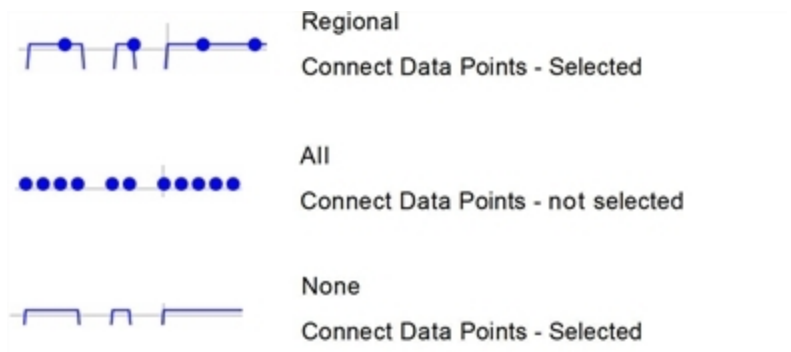 Regional
Connect Data Points - Selected
All
Connect Data Points - not selected
None
Connect Data Points - Selected